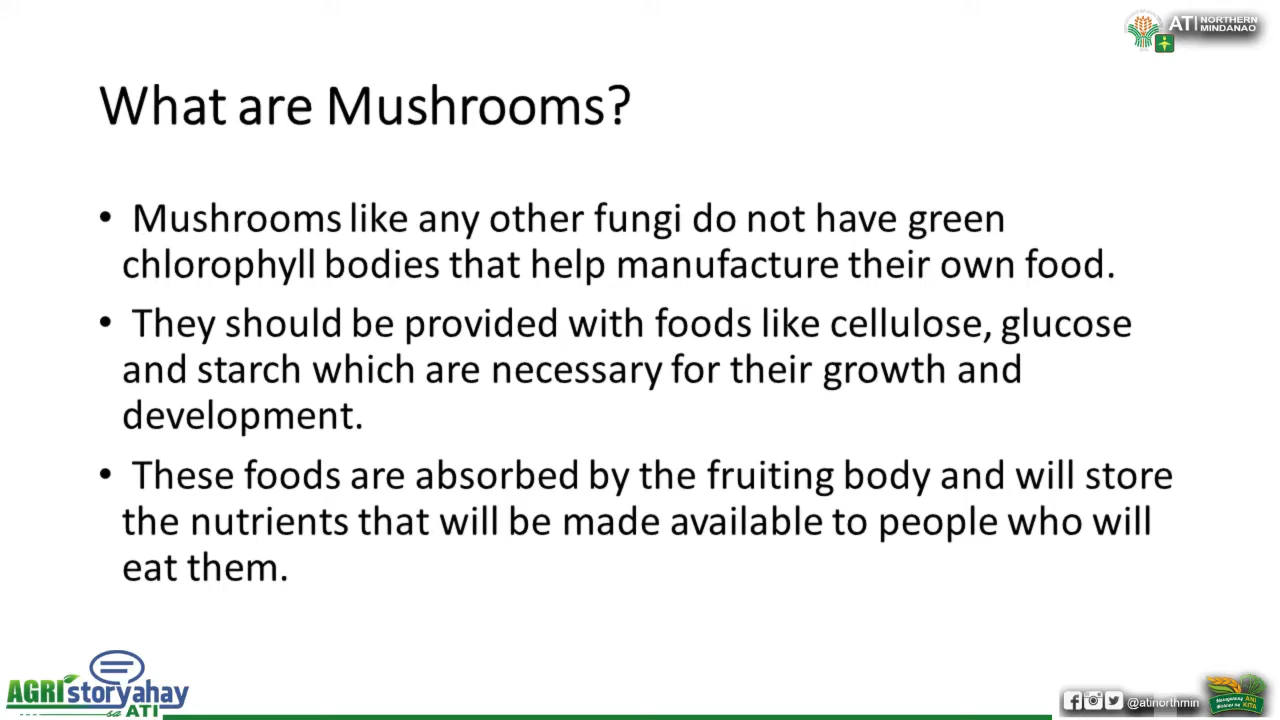 ATI NORTHERN
MINDANAO
What are Mushrooms?
• Mushrooms like any other fungi do not have green
chlorophyll bodies that help manufacture their own food.
• They should be provided with foods like cellulose, glucose
and starch which are necessary for their growth and
development.
• These foods are absorbed by the fruiting body and will store
the nutrients that will be made available to people who will
eat them.
AGRIstoryahay
sa ATI
@atinorthmin
ANI
KITA